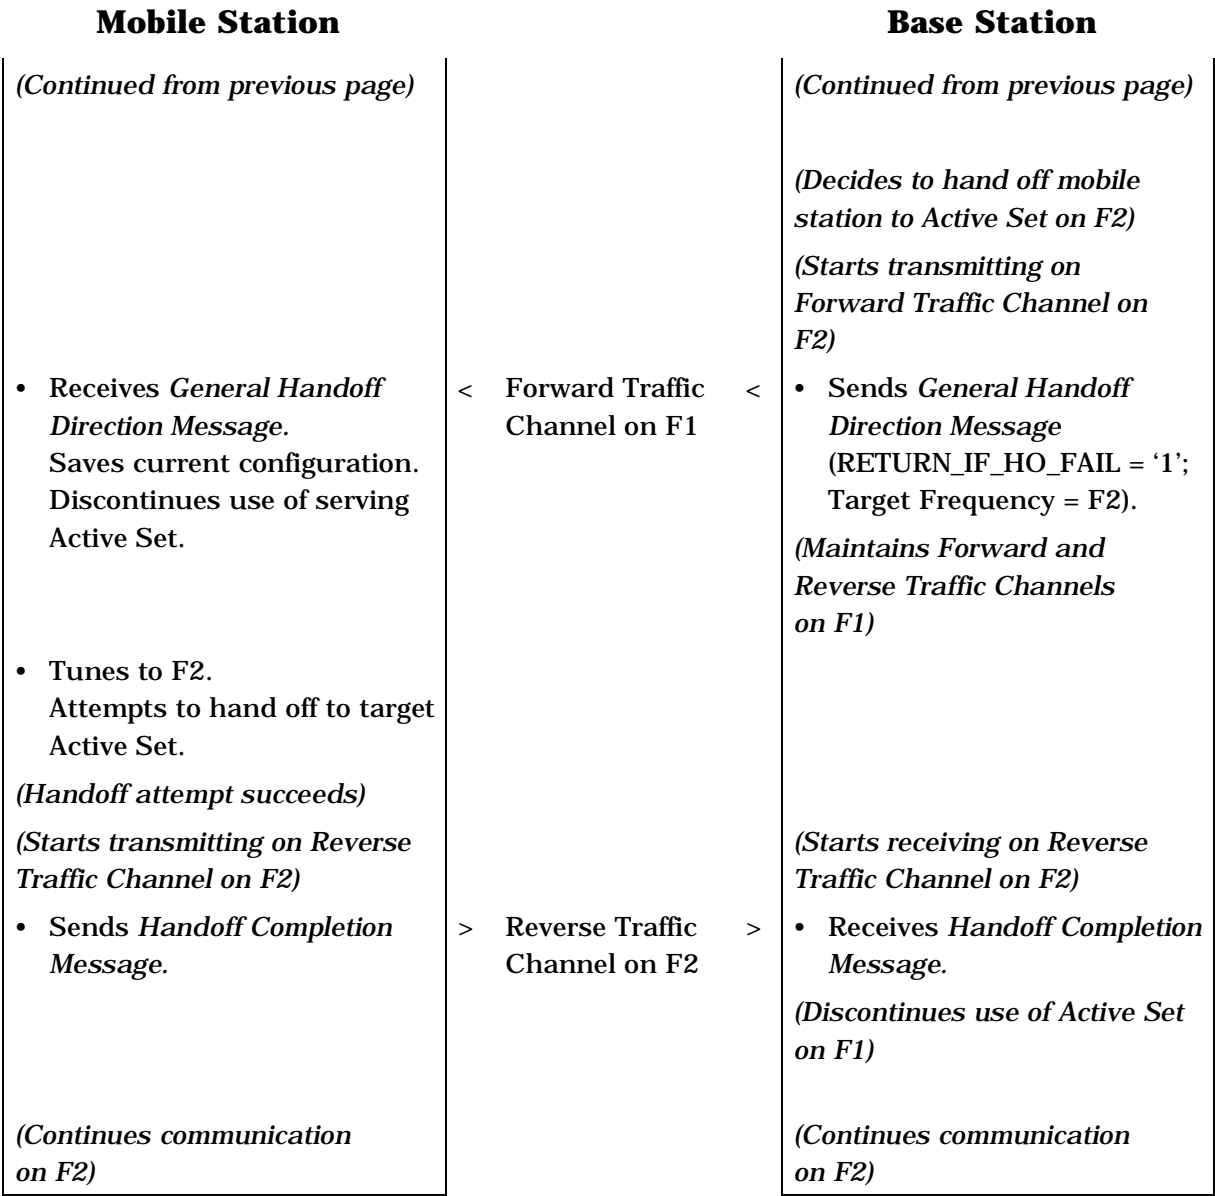 Mobile Station
Base Station
(Continued from previous page)
(Continued from previous page)
(Decides to hand off mobile
station to Active Set on F2)
(Starts transmitting on
Forward Traffic Channel on
F2)
• Receives General Handoff
Direction Message.
Saves current configuration.
Discontinues use of serving
Active Set.
< Forward Traffic <
Channel on F1
• Sends General Handoff
Direction Message
(RETURN_IF_HO_FAIL = ‘1’;
Target Frequency = F2).
(Maintains Forward and
Reverse Traffic Channels
on F1)
• Tunes to F2.
Attempts to hand off to target
Active Set.
(Handoff attempt succeeds)
(Starts transmitting on Reverse
Traffic Channel on F2)
(Starts receiving on Reverse
Traffic Channel on F2)
• Sends Handoff Completion
Message.
> Reverse Traffic >
Channel on F2
• Receives Handoff Completion
Message.
(Discontinues use of Active Set
on F1)
(Continues communication
on F2)
(Continues communication
on F2)